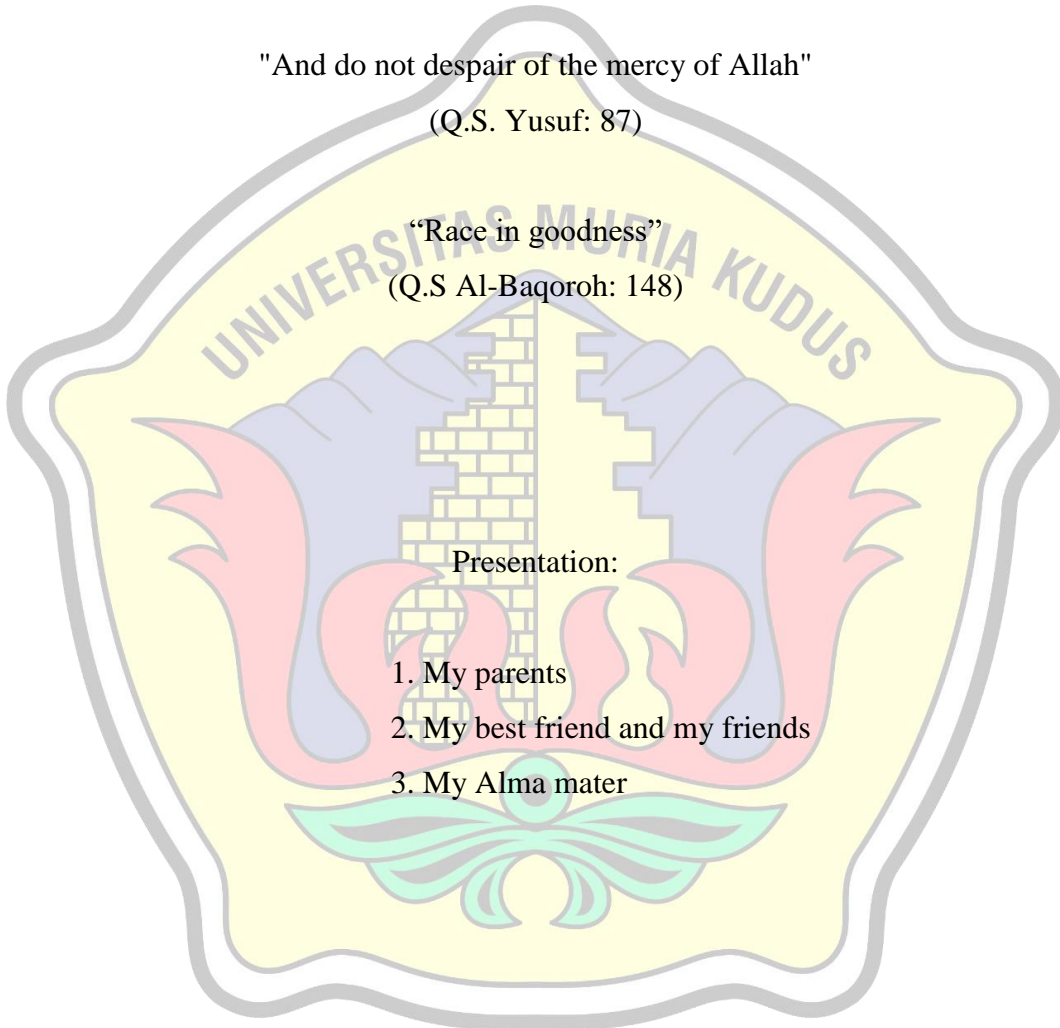 "And do not despair of the mercy of Allah"
(Q.S. Yusuf: 87)
“Race in goodness”
UNIVERSITAS MURIA KUDUS
(Q.S Al-Baqoroh: 148)
Presentation:
1. My parents
2. My best friend and my friends
3. My Alma mater